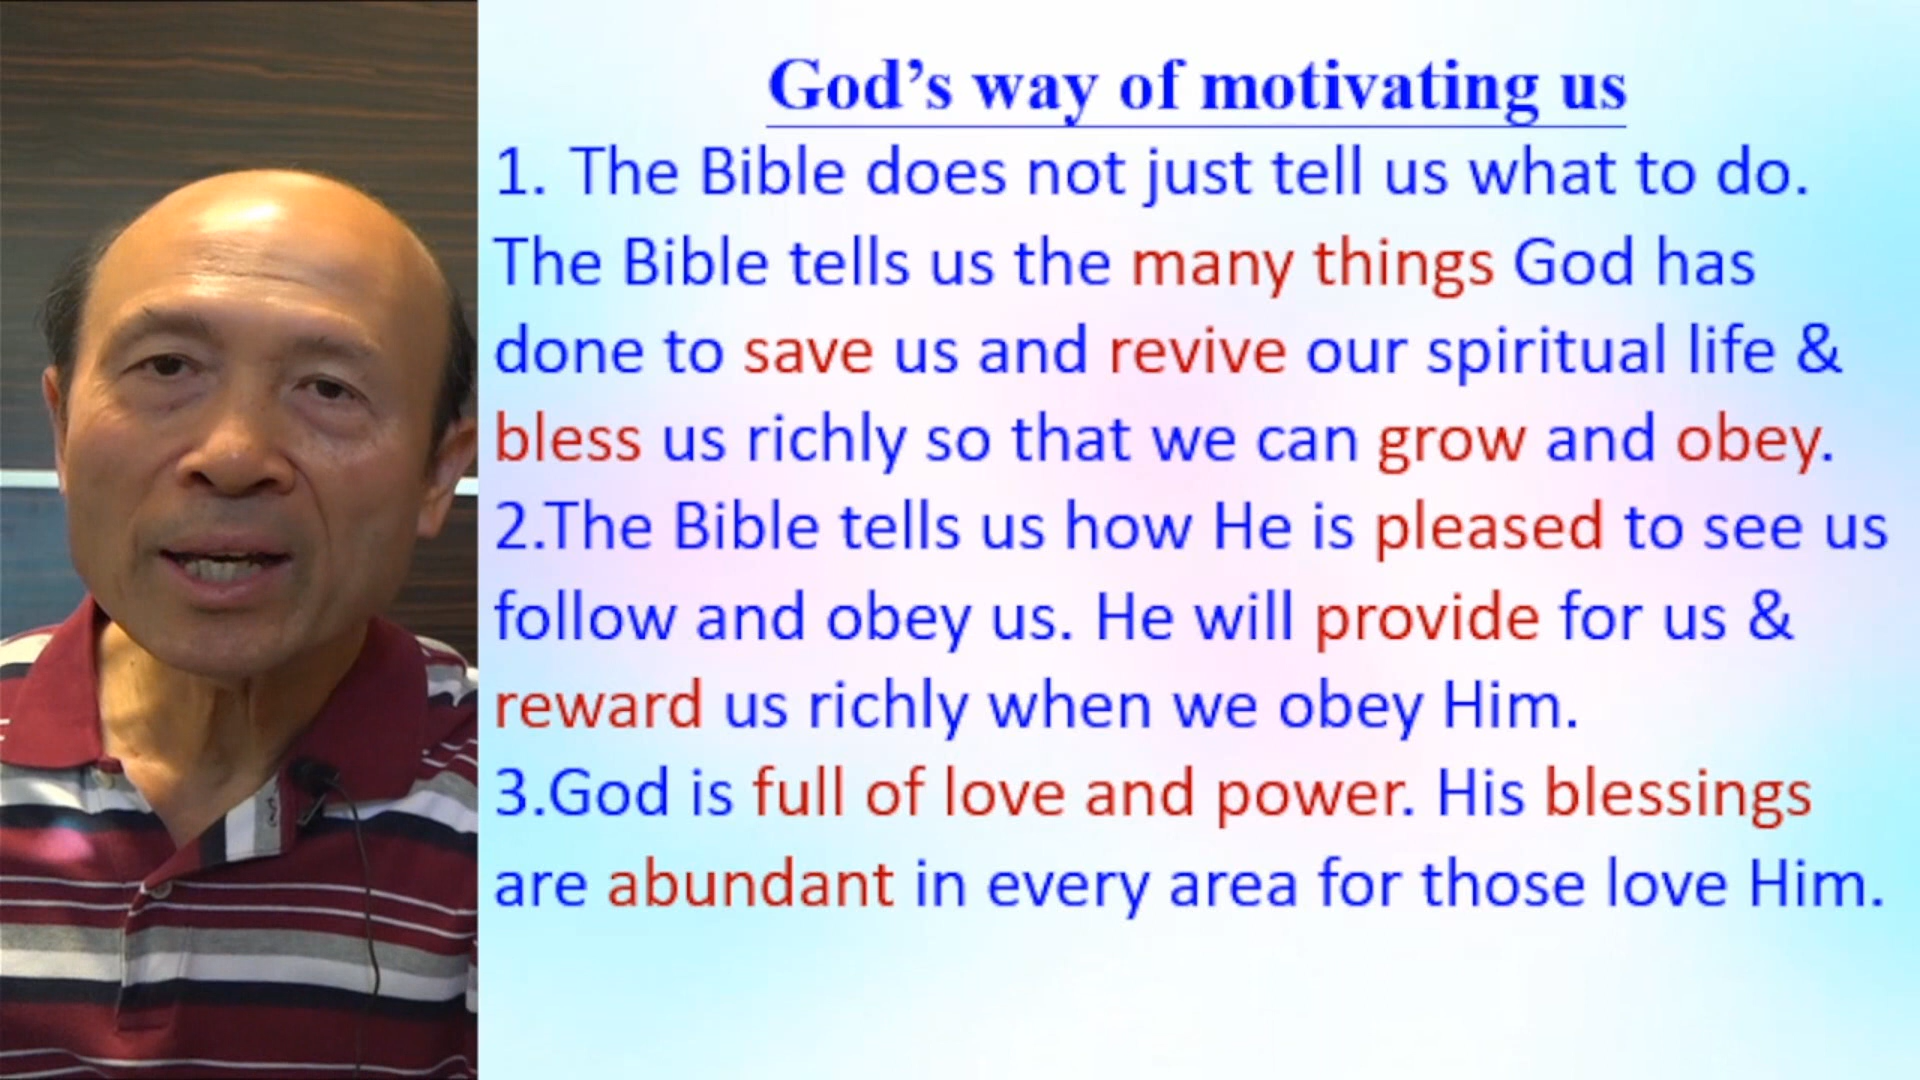 God’s way of motivating us
1. The Bible does not just tell us what to do.
The Bible tells us the many things God has
done to save us and revive our spiritual life &
bless us richly so that we can grow and obey.
2.The Bible tells us how He is pleased to see us
follow and obey us. He will provide for us &
reward us richly when we obey Him.
3.God is full of love and power. His blessings
are abundant in every area for those love Him.